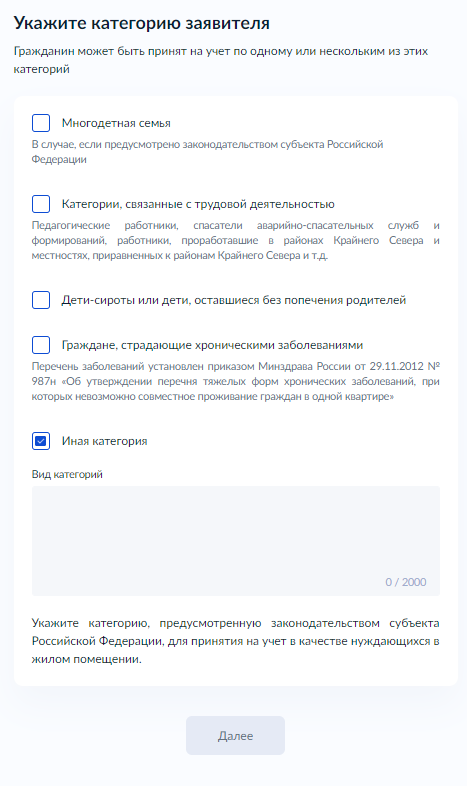 Укажите категорию заявителя
Гражданин может быть принят на учет по одному или нескольким из этих
категорий
Многодетная семья
В случае, если предусмотрено законодательством субъекта Российской
Федерации
Категории, связанные с трудовой деятельностью
Педагогические работники, спасатели аварийно-спасательных служб и
формирований, работники, проработавшие в районах Крайнего Севера и
местностях, приравненных к районам Крайнего Севера и т.д.
Дети-сироты или дети, оставшиеся без попечения родителей
Граждане, страдающие хроническими заболеваниями
Перечень заболеваний установлен приказом Минздрава России от 29.11.2012 №
987н «Об утверждении перечня тяжелых форм хронических заболеваний, при
которых невозможно совместное проживание граждан в одной квартире»
Иная категория
Вид категорий
0 / 2000
Укажите категорию, предусмотренную законодательством субъекта
Российской Федерации, для принятия на учет в качестве нуждающихся в
жилом помещении.
Далее